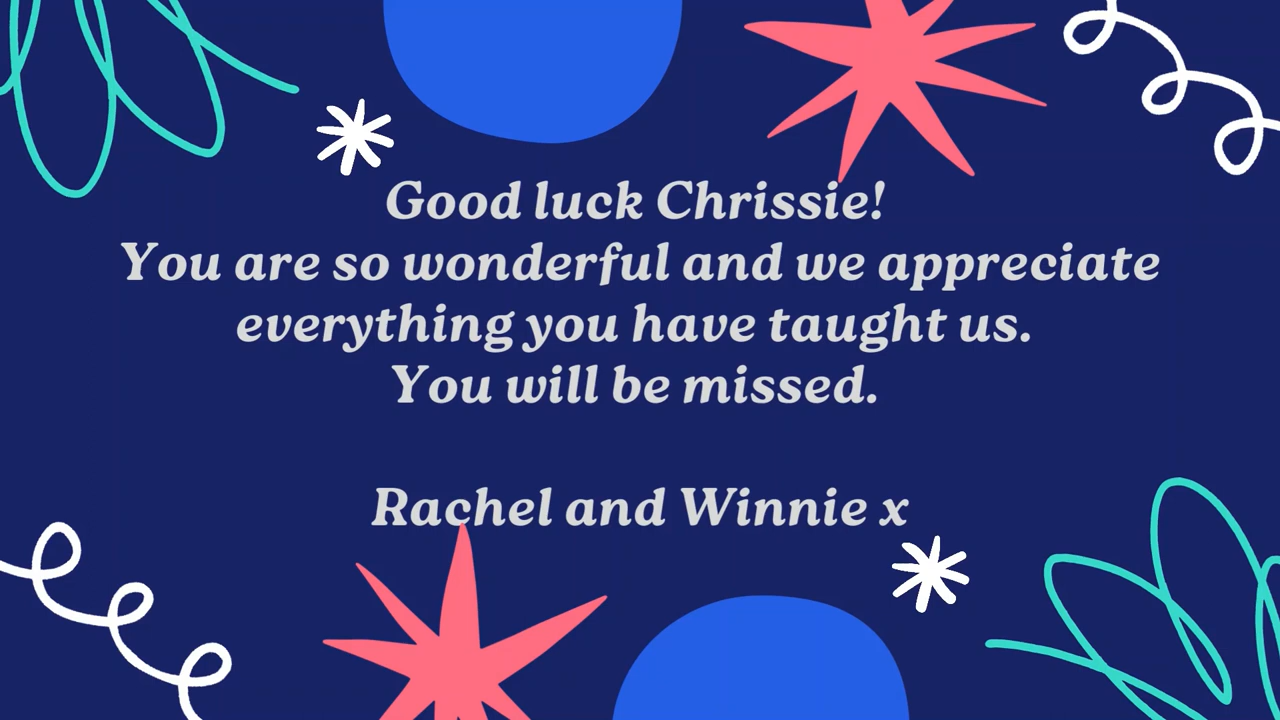 Good luck Chrissie!
You are so wonderful and we appreciate
everything you have taught us.
You will be missed.
Rachel and Winnie x